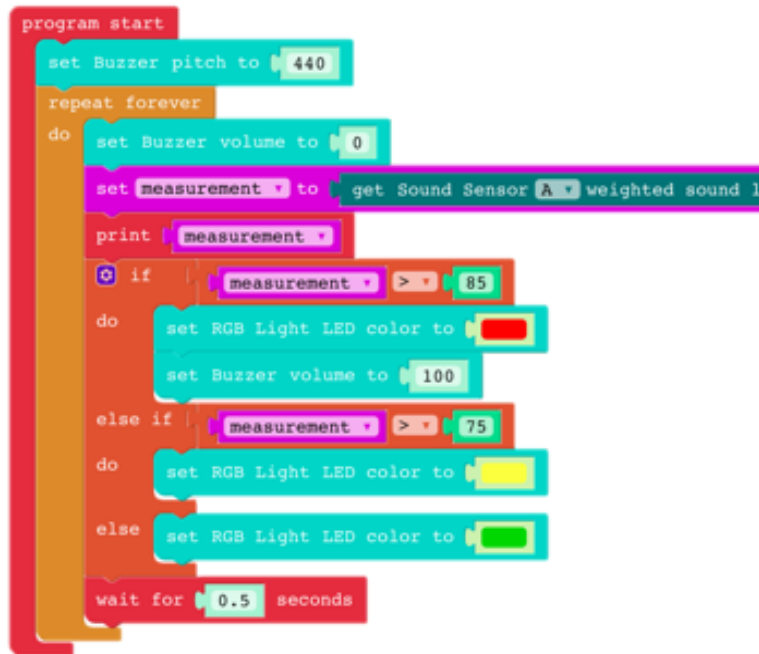 program start
set Buzzer pitch to 440
repeat forever
do set Buzzer volume to 0
set measurement to get Sound Sensor A weighted sound
print measurement
if measurement > 85
do set RGB Light LED color to
set Buzzer volume to 100
else if measurement > 75
do set RGB Light LED color to
else set RGB Light LED color to
wait for 0.5 seconds